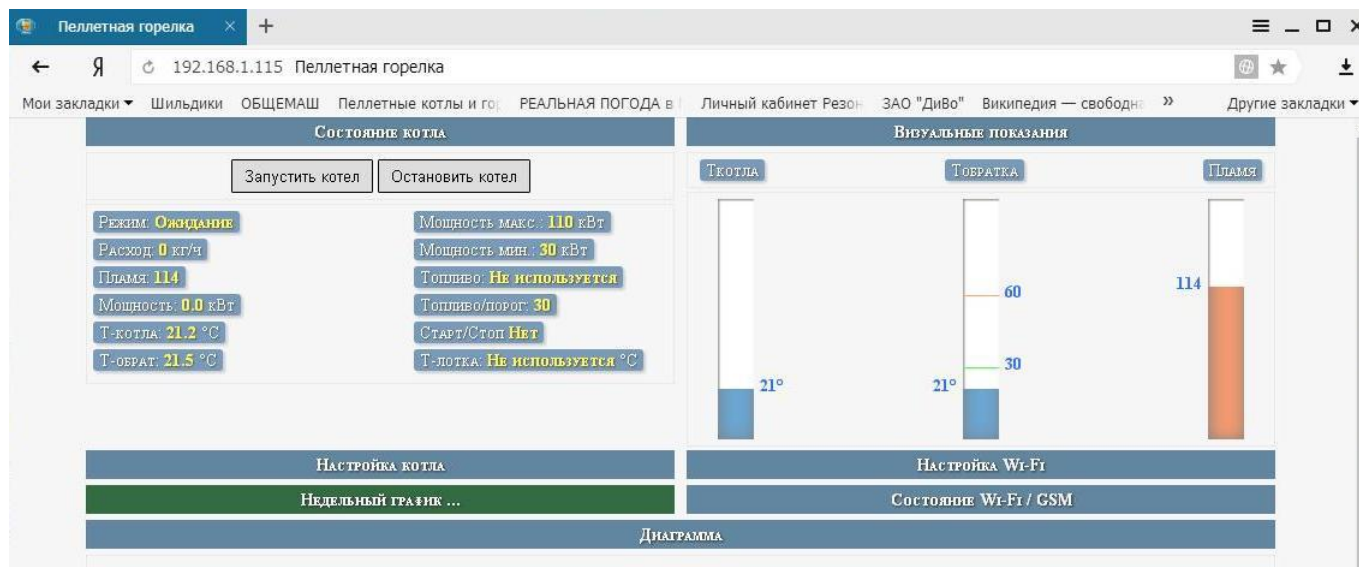 Пеллетная горелка
192.168.1.115 Пеллетная горелка
Мои закладки Шильдики ОБЩЕМАШ Пеллетные котлы и РЕАЛЬНАЯ ПОГОДА в Личный кабинет ЗАО "ДиВо" Википедия — » Другие закладки
Состояние котла
Запустить котел Остановить котел
Режим: Ожидание
Расход: 0 кг/ч
Пламя: 114
Мощность: 0.0 кВт
Т-котла: 21.2 °C
Т-обрат: 21.5 °C
Мощность макс.: 110 кВт
Мощность мин.: 30 кВт
Топливо: Не используется
Топливо/порог: 30
Старт/Стоп Нет
Т-лотка: Не используется °C
Визуальные показания
Ткотла Тобратка Пламя
114
60
30
21° 21°
Настройка котла
Настройка Wi-Fi
Недельный график ...
Состояние Wi-Fi / GSM
Диаграмма